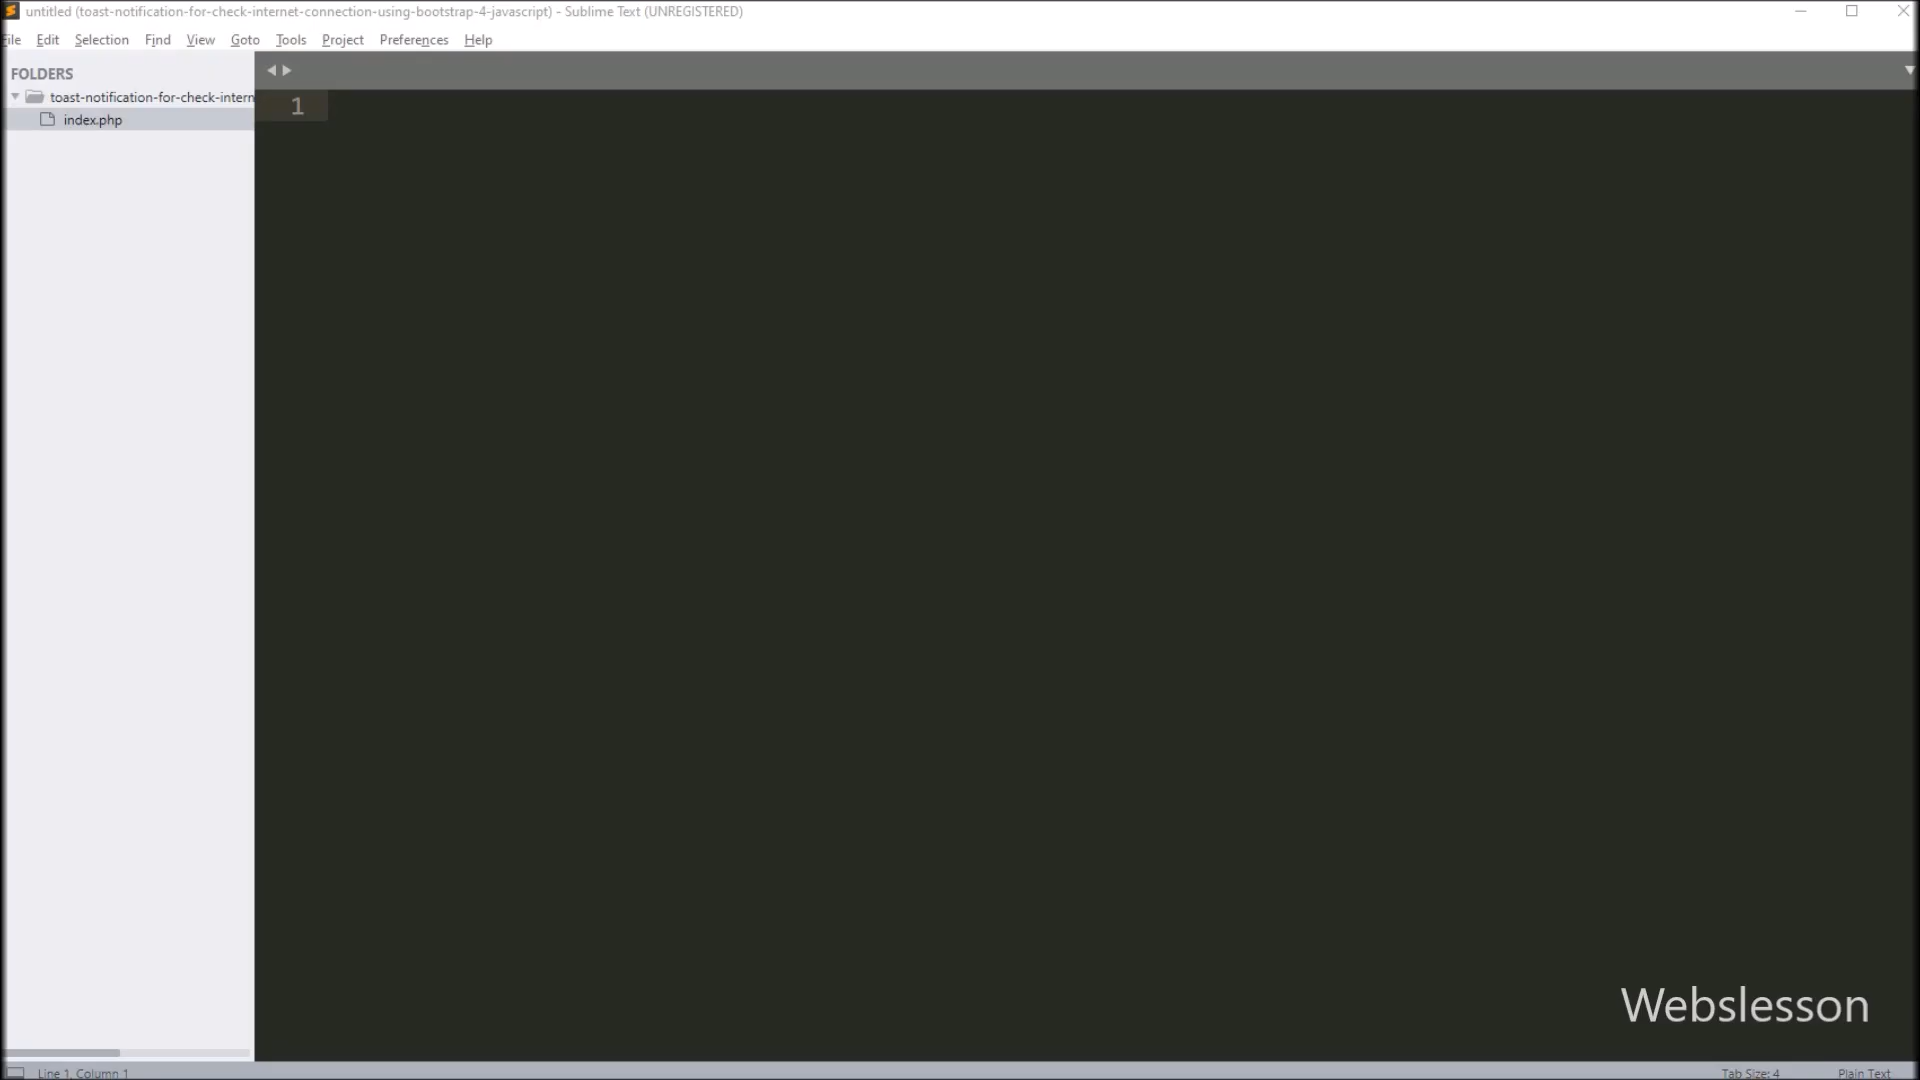 untitled (toast-notification-for-check-internet-connection-using-bootstrap-4-javascript) - Sublime Text (UNREGISTERED)
File Edit Selection Find View Goto Tools Project Preferences Help
FOLDERS
toast-notification-for-check-intern
index.php
1
Webslesson
Line 1, Column 1
Tab Size: 4
Plain Text